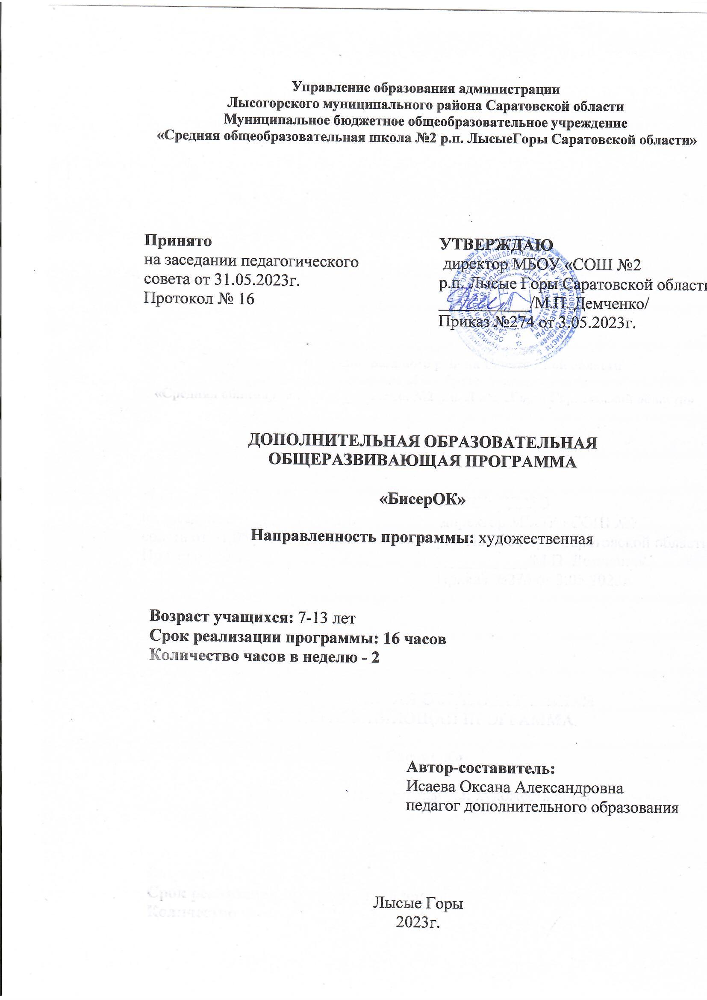 Управление образования администрации
Лысогорского муниципального района Саратовской области
Муниципальное бюджетное общеобразовательное учреждение
«Средняя общеобразовательная школа №2 р.п. ЛысыеГоры Саратовской области»
Принято
на заседании педагогического
совета от 31.05.2023г.
Протокол № 16
УТВЕРЖДАЮ
директор МБОУ «СОШ №2
р.п. Лысые Горы Саратовской област
/М.П. Демченко/
Приказ №274 от 3.05.2023г.
ДОПОЛНИТЕЛЬНАЯ ОБРАЗОВАТЕЛЬНАЯ
ОБЩЕРАЗВИВАЮЩАЯ ПРОГРАММА
«БисерОК»
Направленность программы: художественная
Возраст учащихся: 7-13 лет
Срок реализации программы: 16 часов
Количество часов в неделю - 2
Автор-составитель:
Исаева Оксана Александровна
педагог дополнительного образования
Лысые Горы
2023г.